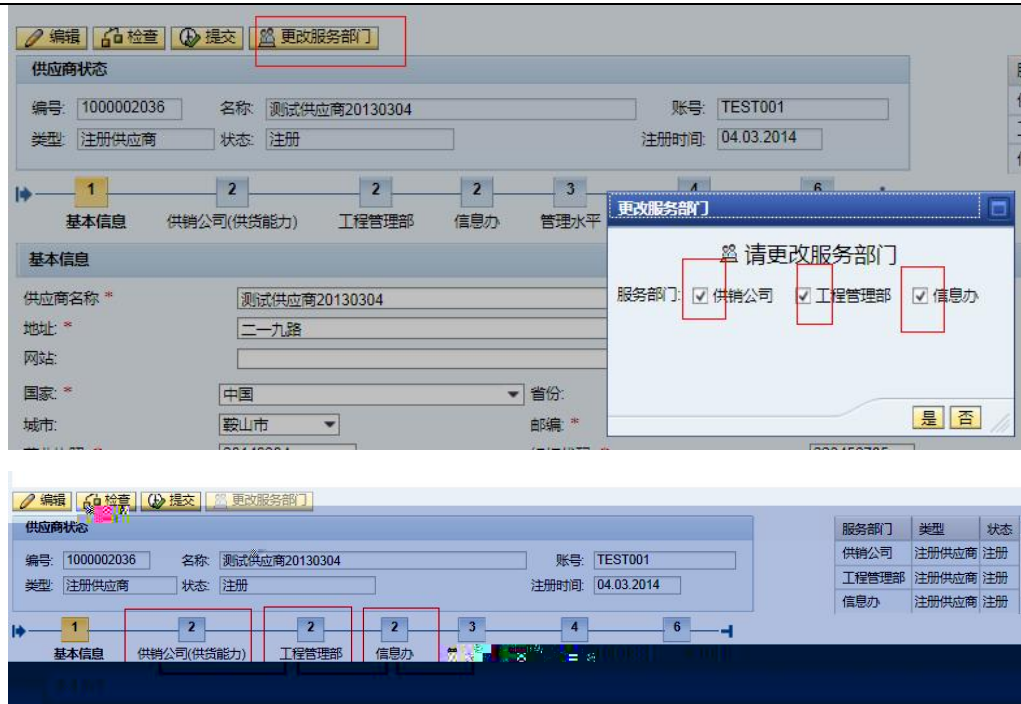 编辑 检查 提交 更改服务部门
供应商状态
编号: 1000002036 名称: 测试供应商20130304 账号: TEST001
类型: 注册供应商 状态: 注册 注册时间: 04.03.2014
1 2 2 2 3 4 6
基本信息 供销公司(供货能力) 工程管理部 信息办 管理水平
更改服务部门
请更改服务部门
服务部门: 供销公司 工程管理部 信息办
是 否
基本信息
供应商名称 * 测试供应商20130304
地址: * 二一九路
网站:
国家: * 中国 省份:
城市: 鞍山市 邮编: *
编辑 检查 提交 更改服务部门
供应商状态
编号: 1000002036 名称: 测试供应商20130304 账号: TEST001
类型: 注册供应商 状态: 注册 注册时间: 04.03.2014
服务部门 类型 状态
供销公司 注册供应商 注册
工程管理部 注册供应商 注册
信息办 注册供应商 注册
1 2 2 2 3 4 6
基本信息 供销公司(供货能力) 工程管理部 信息办